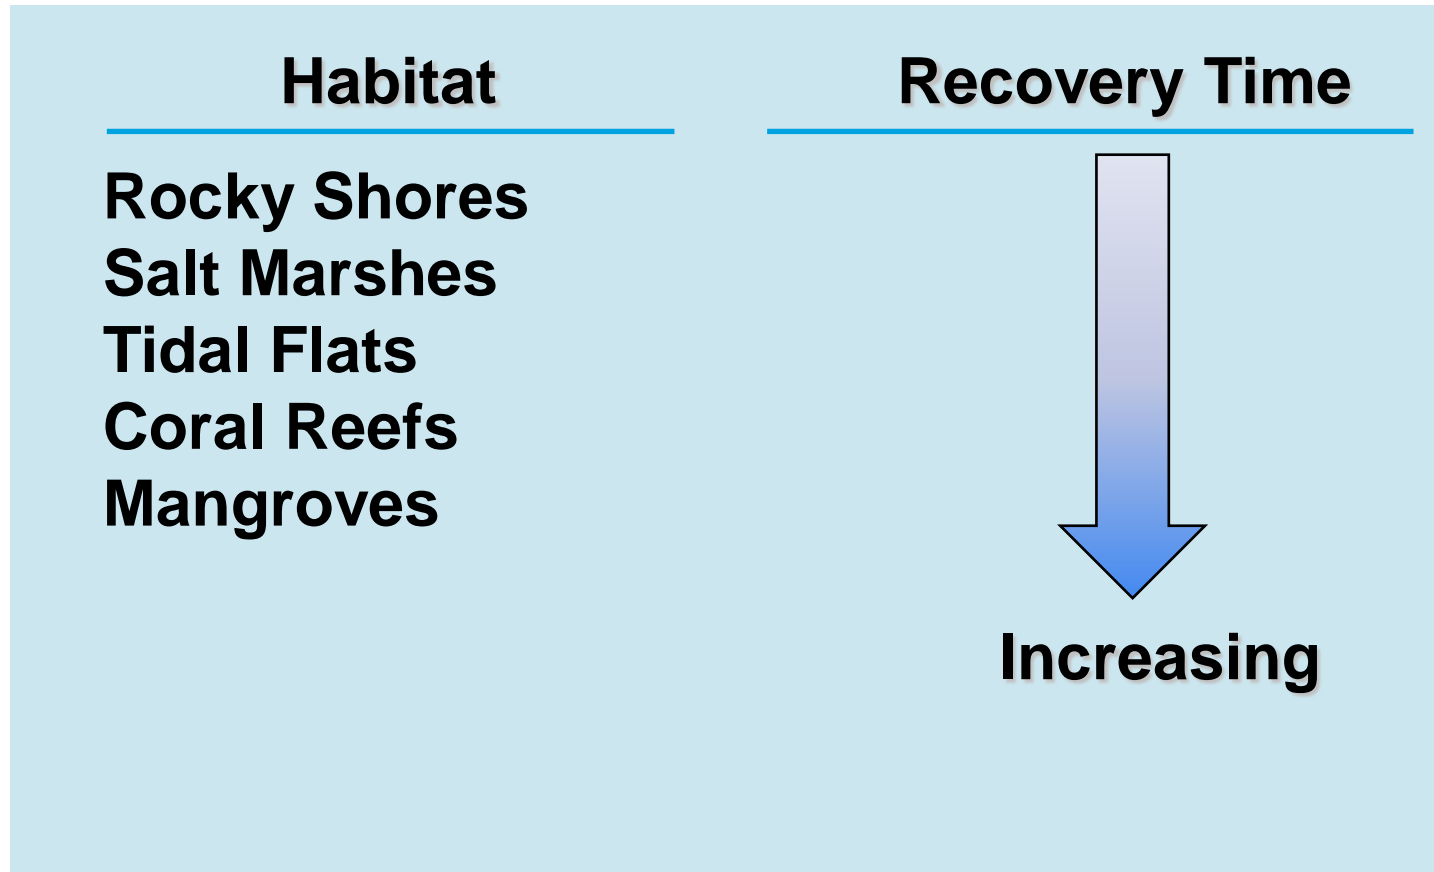 Habitat
Recovery Time
Rocky Shores
Salt Marshes
Tidal Flats
Coral Reefs
Mangroves
Increasing